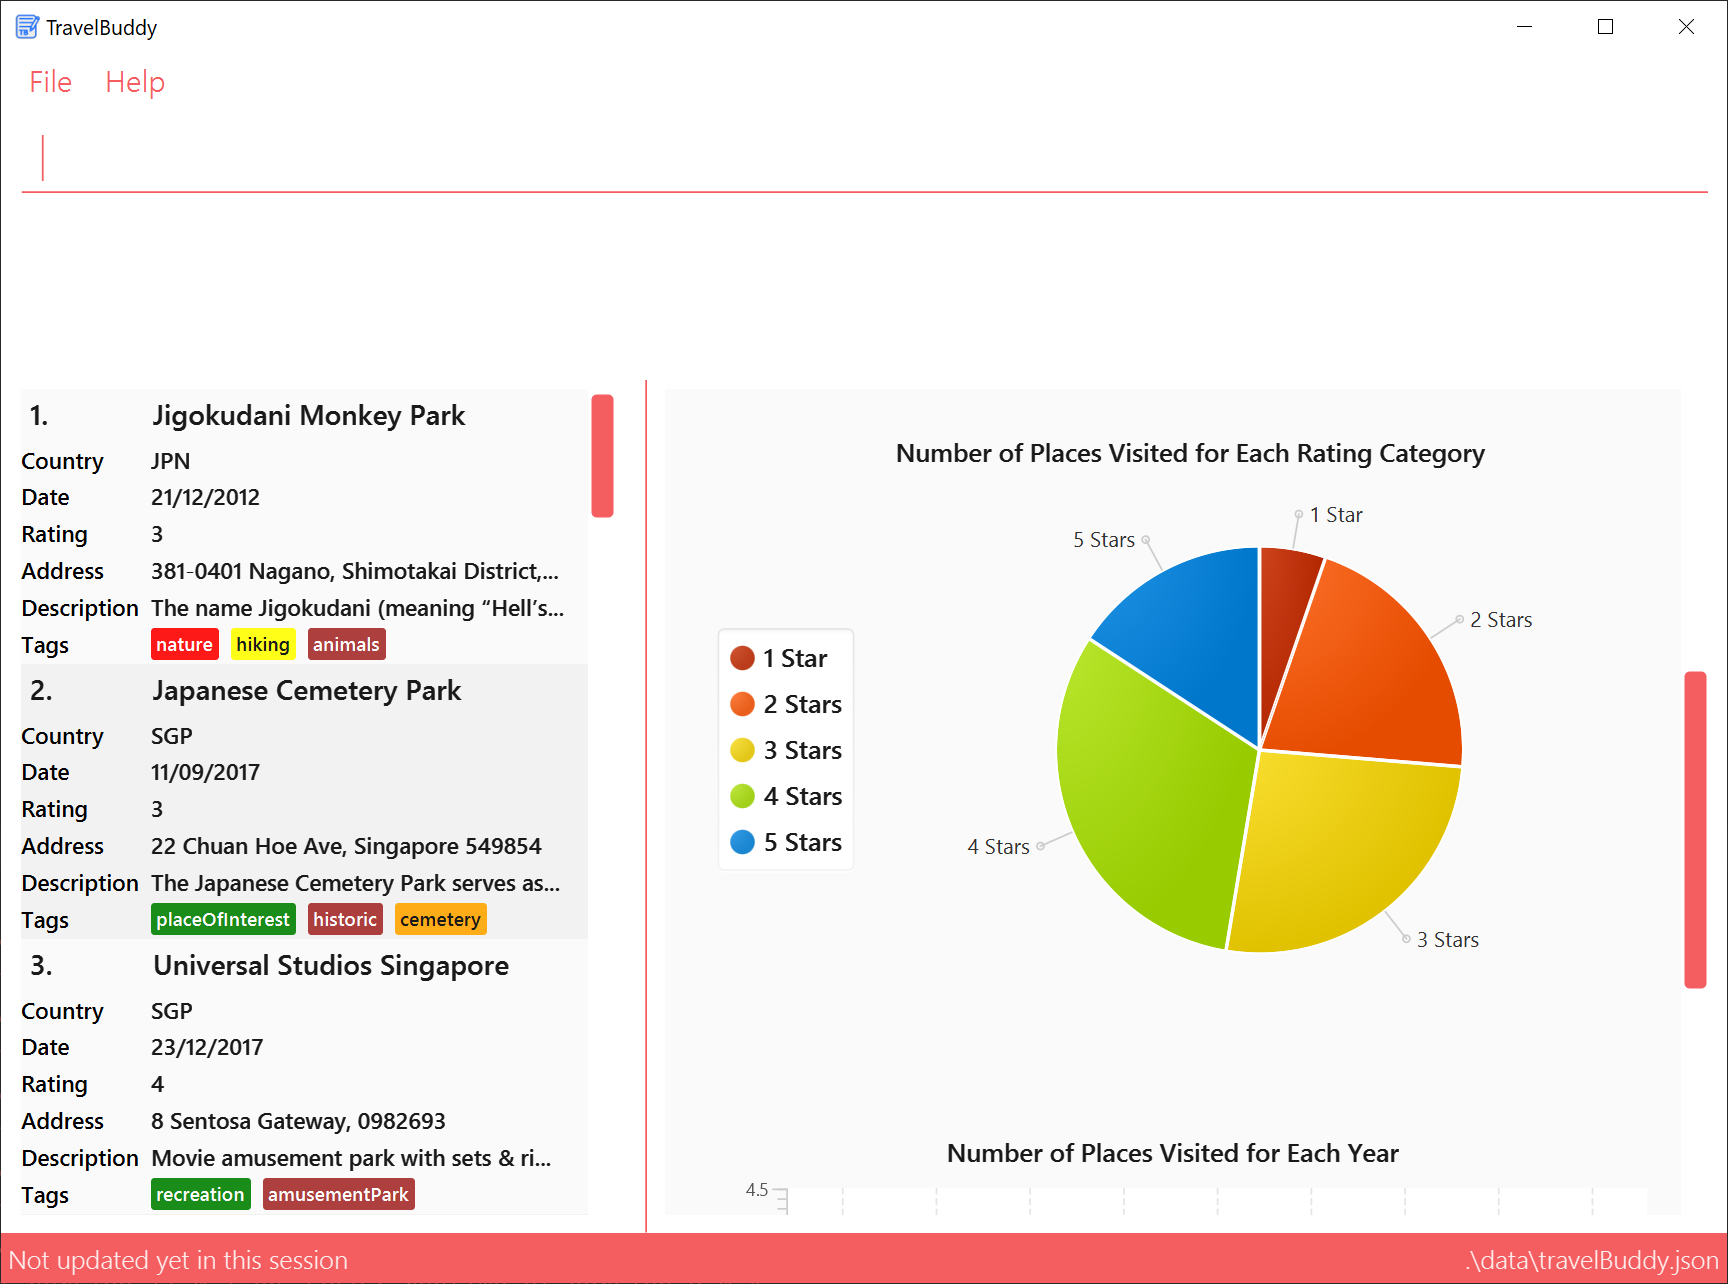 TravelBuddy
File Help
1. Jigokudani Monkey Park
Country JPN
Date 21/12/2012
Rating 3
Address 381-0401 Nagano, Shimotakai District,...
Description The name Jigokudani (meaning “Hell’s...
Tags nature hiking animals
2. Japanese Cemetery Park
Country SGP
Date 11/09/2017
Rating 3
Address 22 Chuan Hoe Ave, Singapore 549854
Description The Japanese Cemetery Park serves as...
Tags placeOfInterest historic cemetery
3. Universal Studios Singapore
Country SGP
Date 23/12/2017
Rating 4
Address 8 Sentosa Gateway, 0982693
Description Movie amusement park with sets & ri...
Tags recreation amusementPark
Number of Places Visited for Each Rating Category
1 Star
2 Stars
3 Stars
4 Stars
5 Stars
1 Star
5 Stars
2 Stars
4 Stars
3 Stars
Number of Places Visited for Each Year
4.5
Not updated yet in this session
.\data\travelBuddy.json